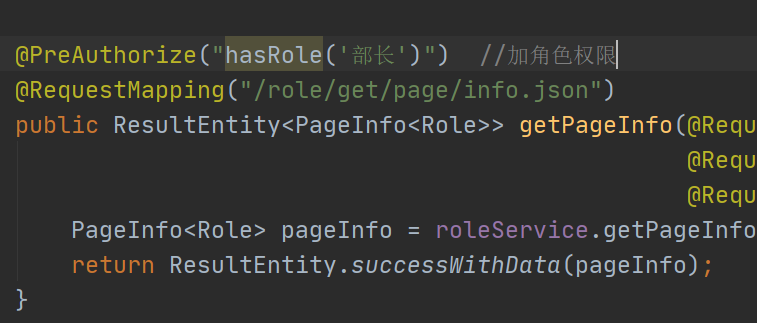 @PreAuthorize("hasRole('部长')")  //加角色权限
@RequestMapping("/role/get/page/info.json")
public ResultEntity<PageInfo<Role>> getPageInfo(@Requ
@Requ
@Requ
PageInfo<Role> pageInfo = roleService.getPageInfo
return ResultEntity.successWithData(pageInfo);
}